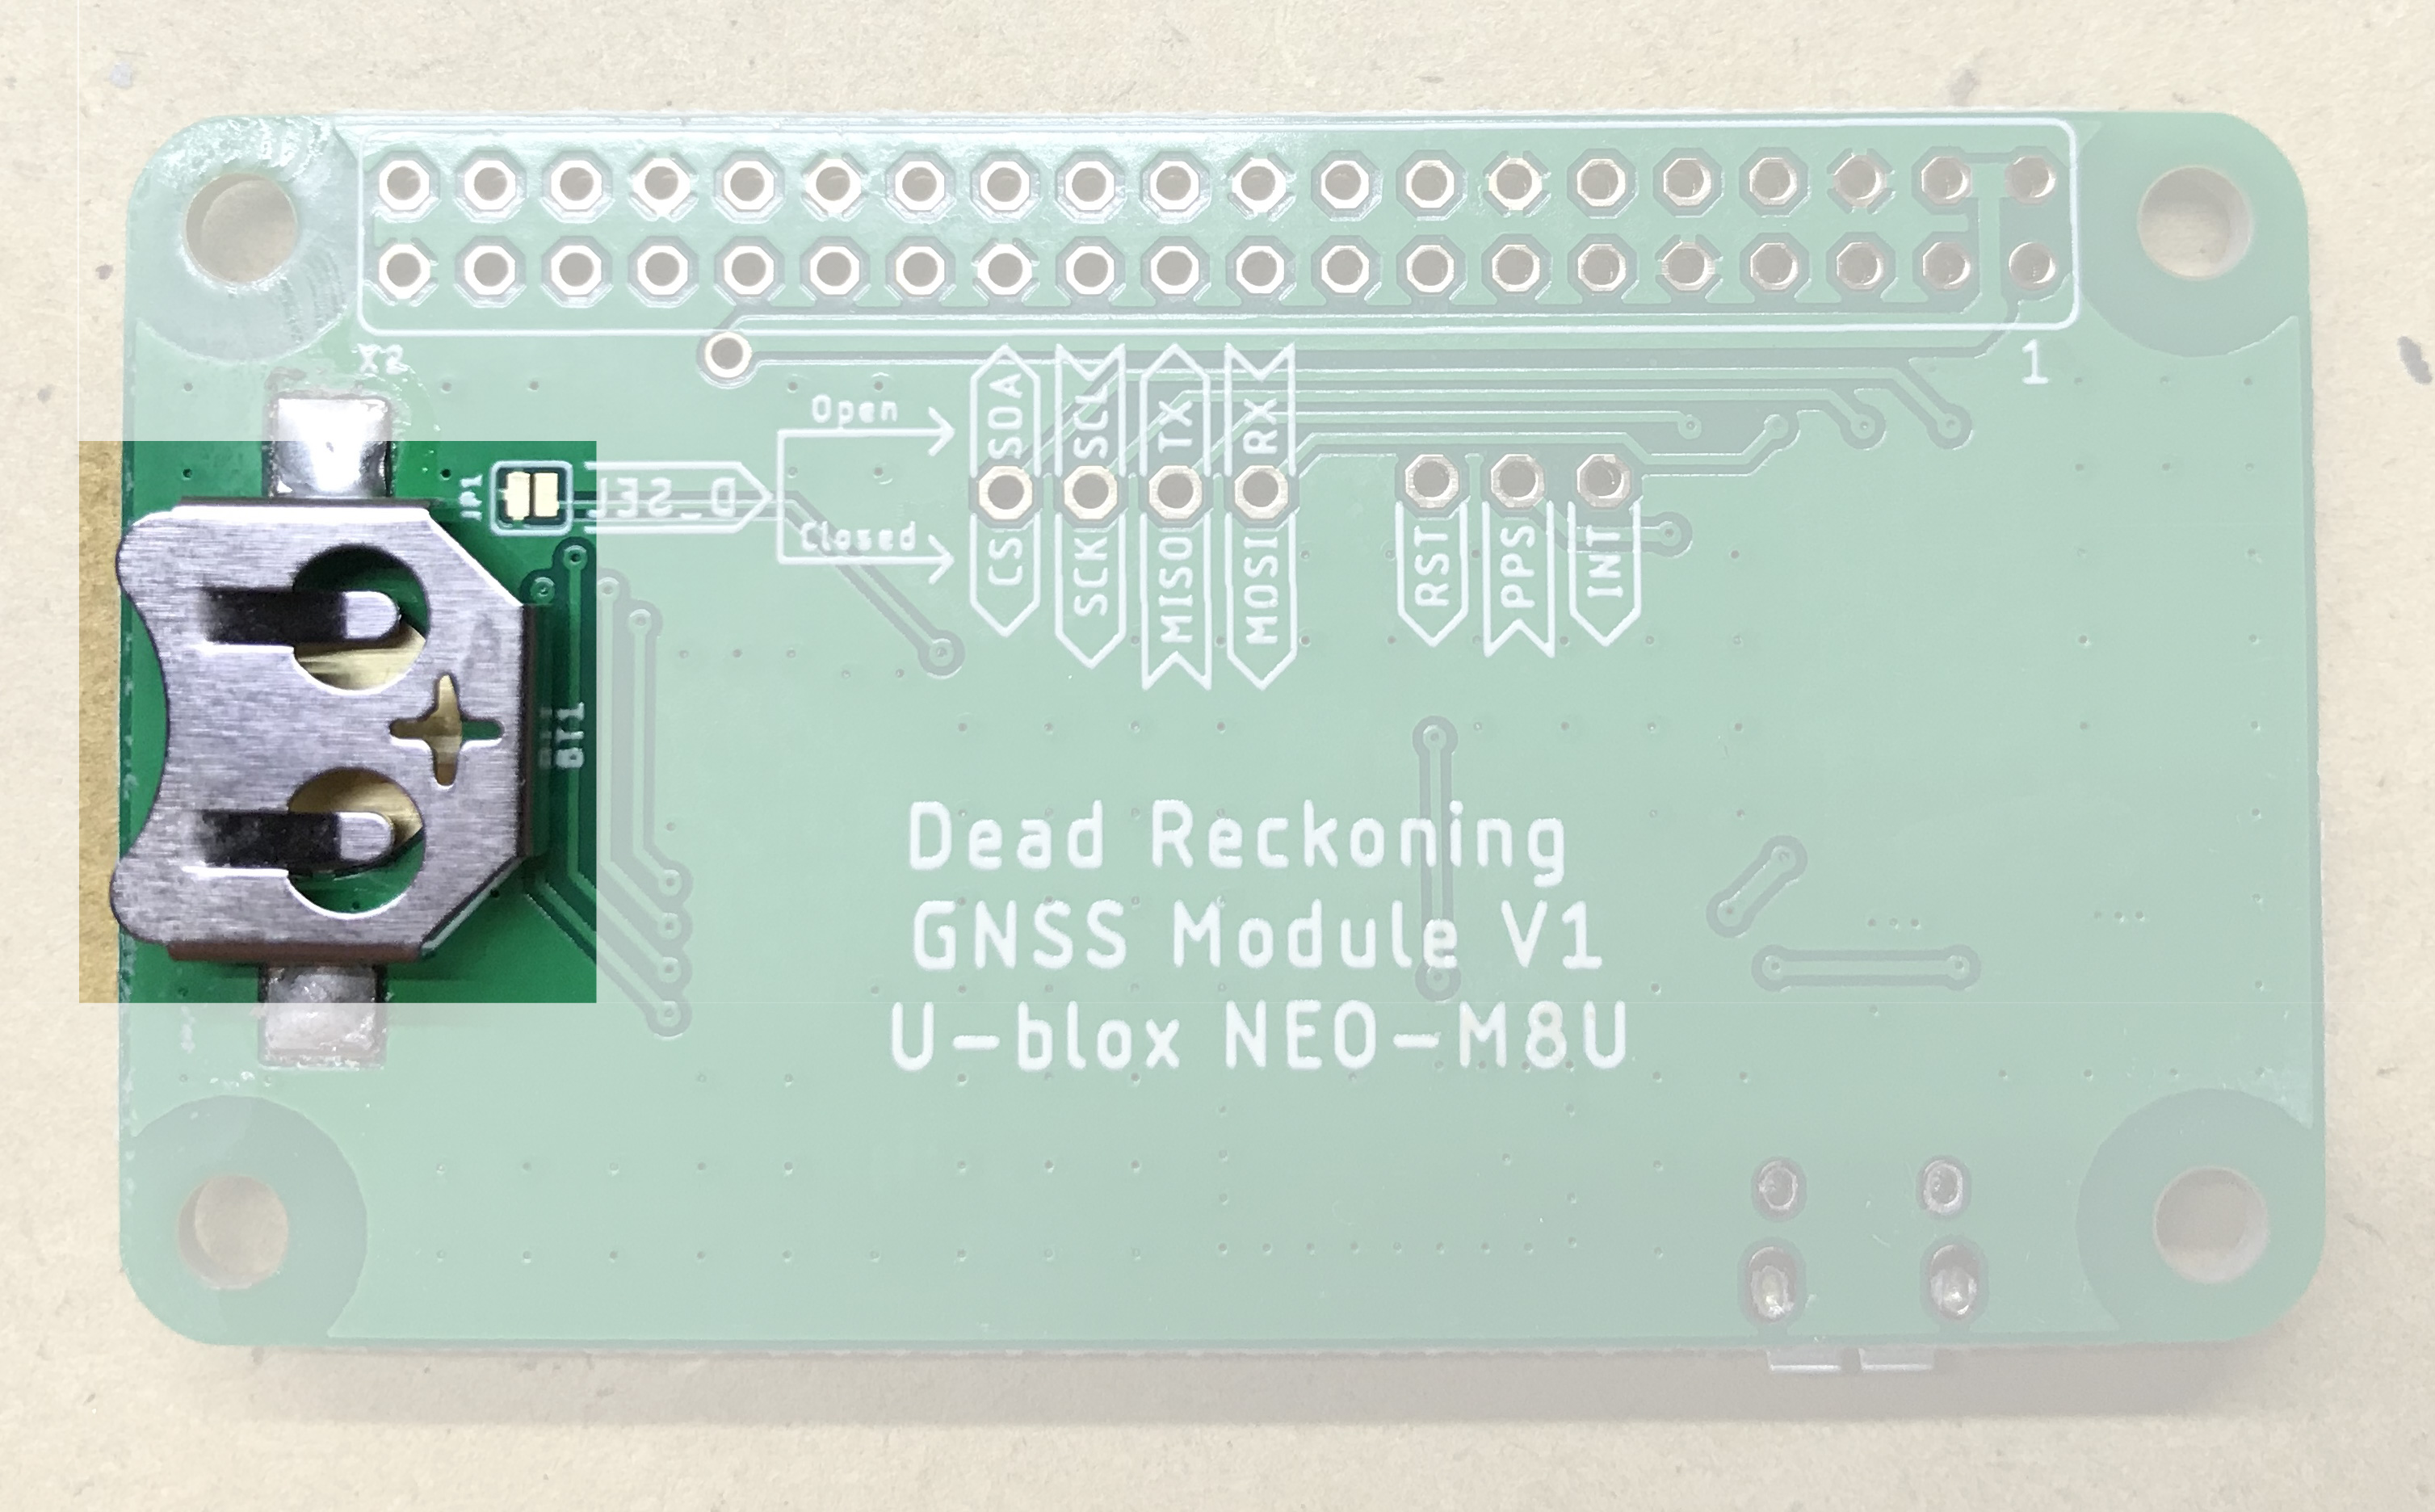 X2
1
Open
Closed
JP1
D_SEL
SDA
SCL
TX
RX
CS
SCK
MISO
MOSI
RST
PPS
INT
BT1
Dead Reckoning
GNSS Module V1
U-blox NEO-M8U